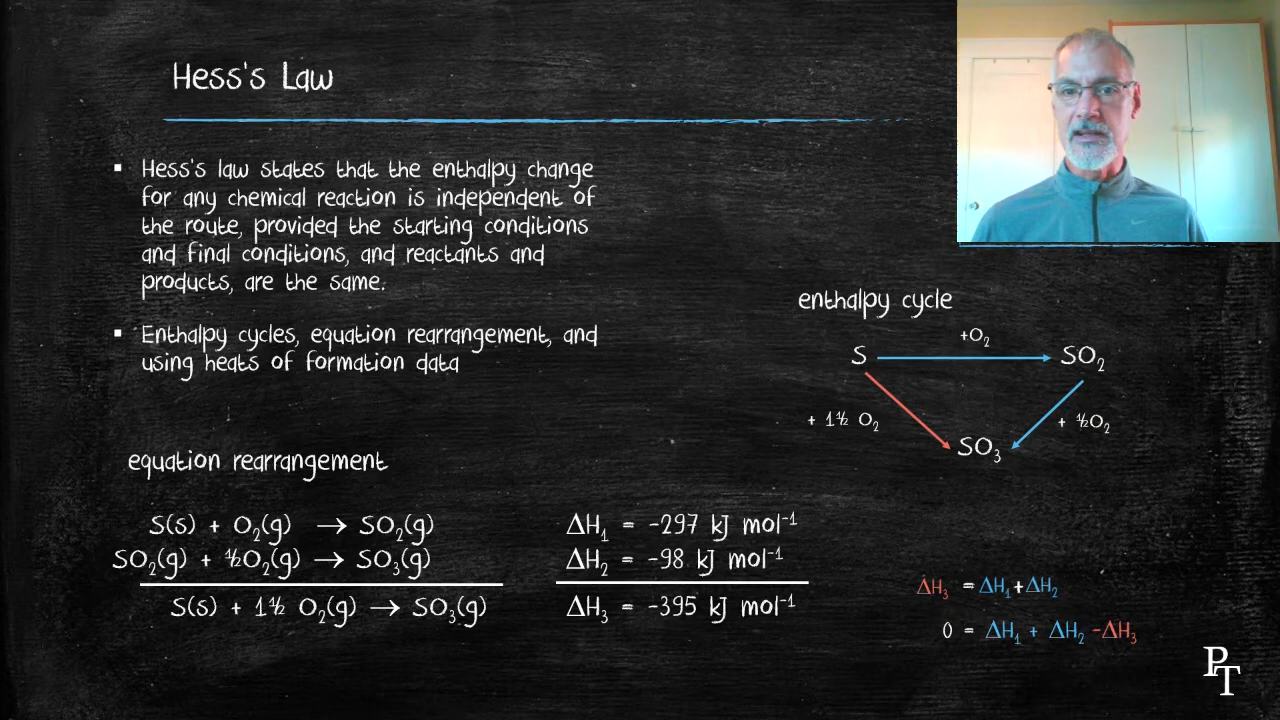 Hess's Law
▪ Hess's law states that the enthalpy change
for any chemical reaction is independent of
the route, provided the starting conditions
and final conditions, and reactants and
products, are the same.
▪ Enthalpy cycles, equation rearrangement, and
using heats of formation data
enthalpy cycle
+O₂
S SO₂
+ 1½ O₂ + ½O₂
SO₃
equation rearrangement
S(s) + O₂(g) → SO₂(g) ΔH₁ = -297 kJ mol⁻¹
SO₂(g) + ½O₂(g) → SO₃(g) ΔH₂ = -98 kJ mol⁻¹
S(s) + 1½ O₂(g) → SO₃(g) ΔH₃ = -395 kJ mol⁻¹
ΔH₃ = ΔH₁+ΔH₂
0 = ΔH₁ + ΔH₂ -ΔH₃
PT